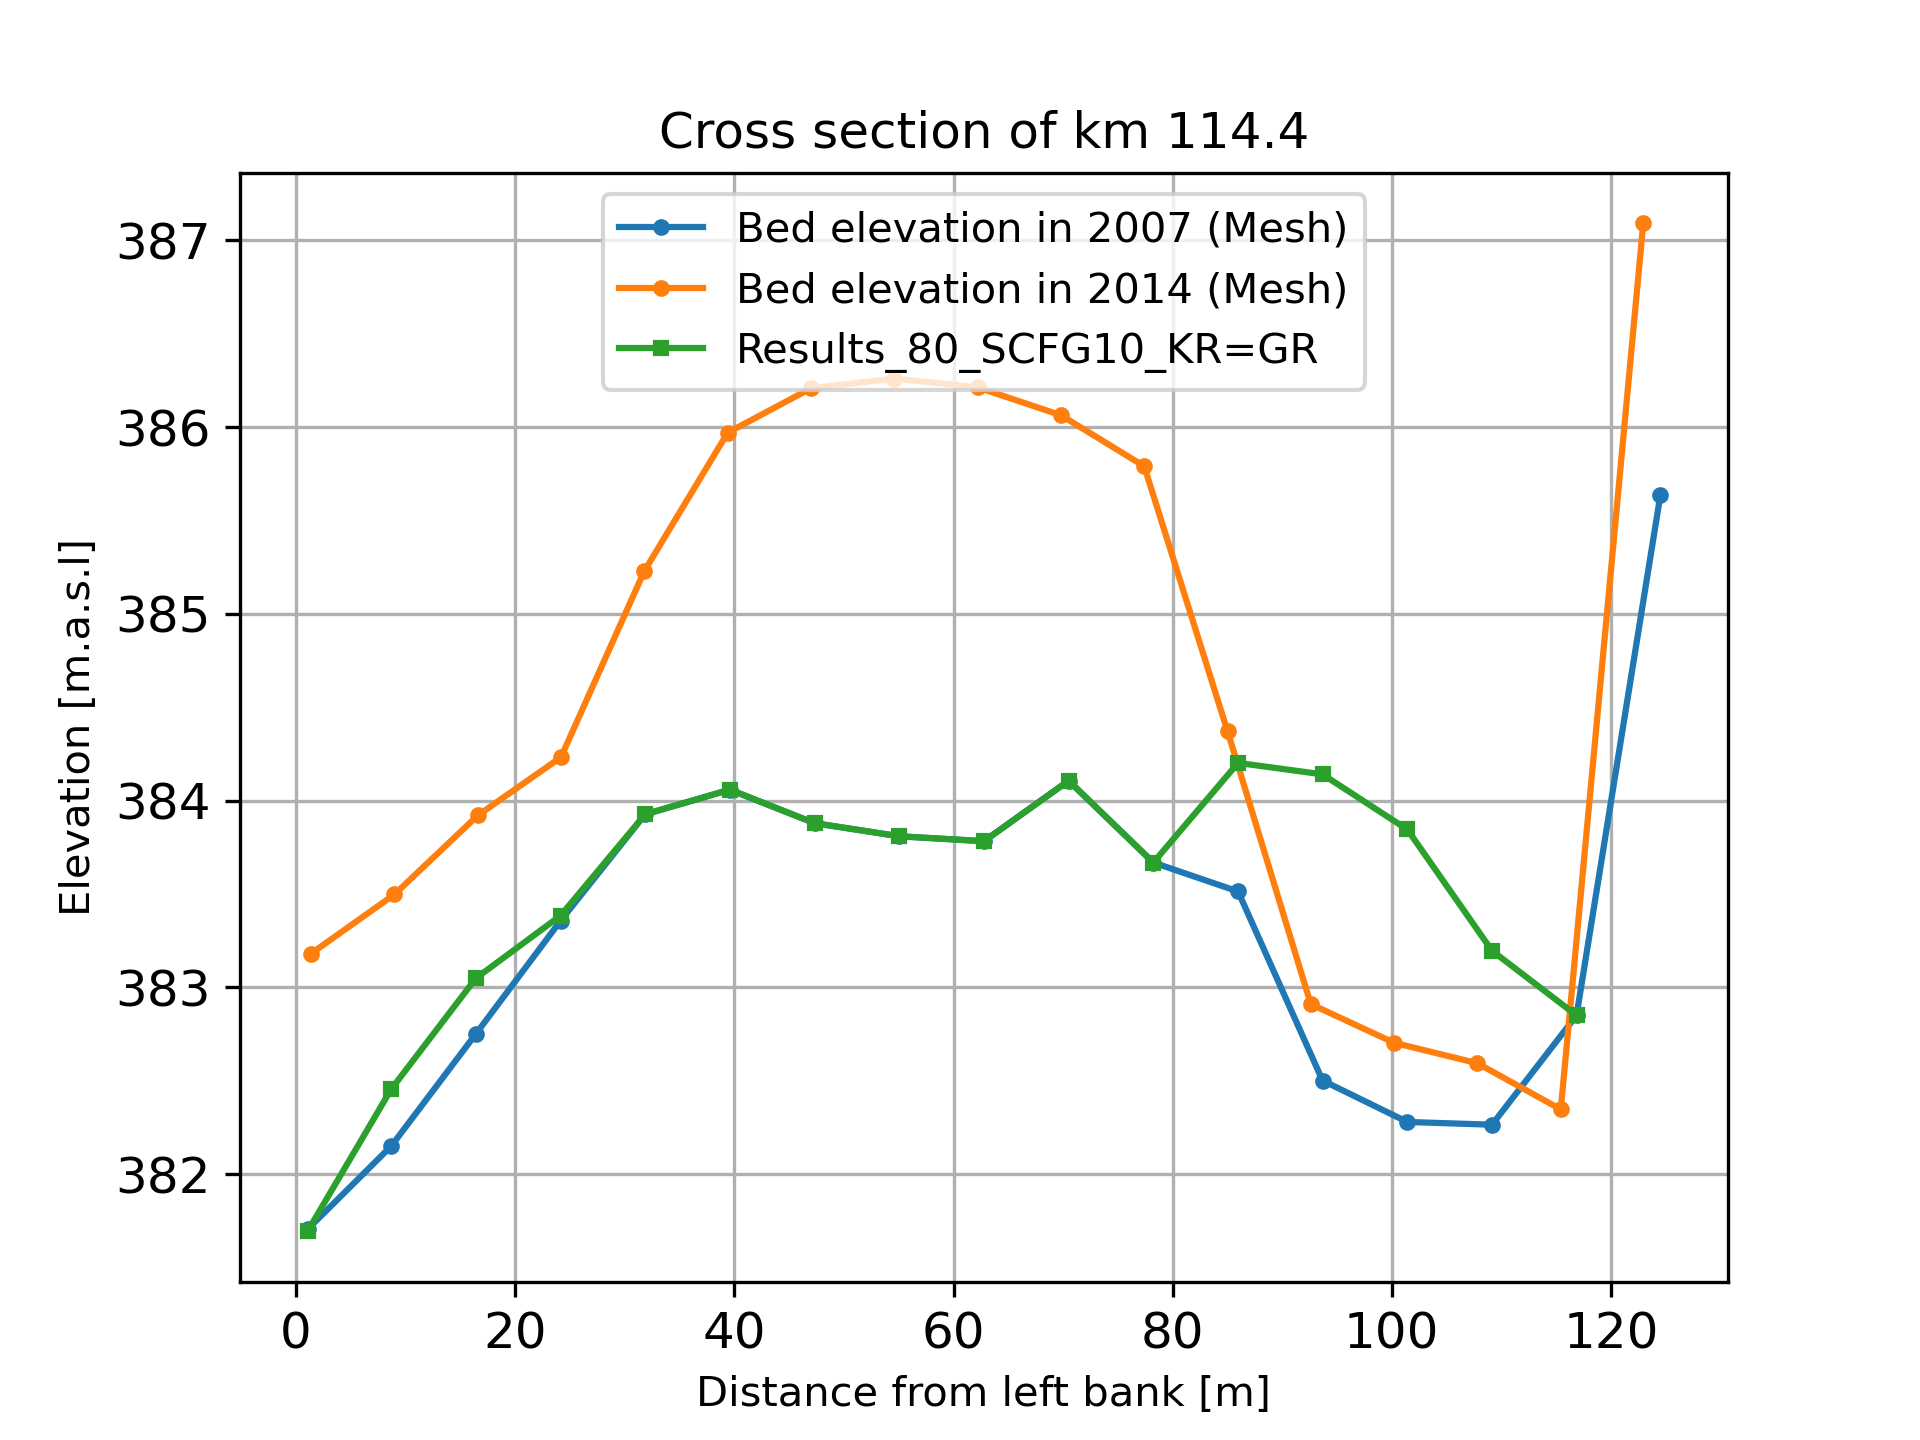 Cross section of km 114.4
Bed elevation in 2007 (Mesh)
Bed elevation in 2014 (Mesh)
Results_80_SCFG10_KR=GR
387
386
385
384
383
382
Elevation [m.a.s.l]
0 20 40 60 80 100 120
Distance from left bank [m]